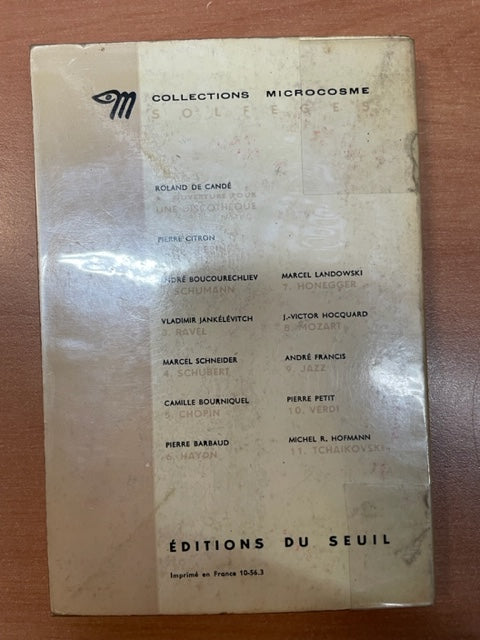 COLLECTIONS MICROCOSME
SOLFEGES
ROLAND DE CANDÉ
OUVERTURE POUR
UNE DISCOTHEQUE
PIERRE CITRON
ANDRÉ BOUCOURECHLIEV
SCHUMANN
VLADIMIR JANKÉLÉVITCH
3. RAVEL
MARCEL SCHNEIDER
4. SCHUBERT
CAMILLE BOURNIQUEL
5. CHOPIN
PIERRE BARBAUD
6. HAYDN
MARCEL LANDOWSKI
7. HONEGGER
J.-VICTOR HOCQUARD
8. MOZART
ANDRÉ FRANCIS
9. JAZZ
PIERRE PETIT
10. VERDI
MICHEL R. HOFMANN
11. TCHAIKOVSKI
ÉDITIONS DU SEUIL
Imprimé en France 10-56.3